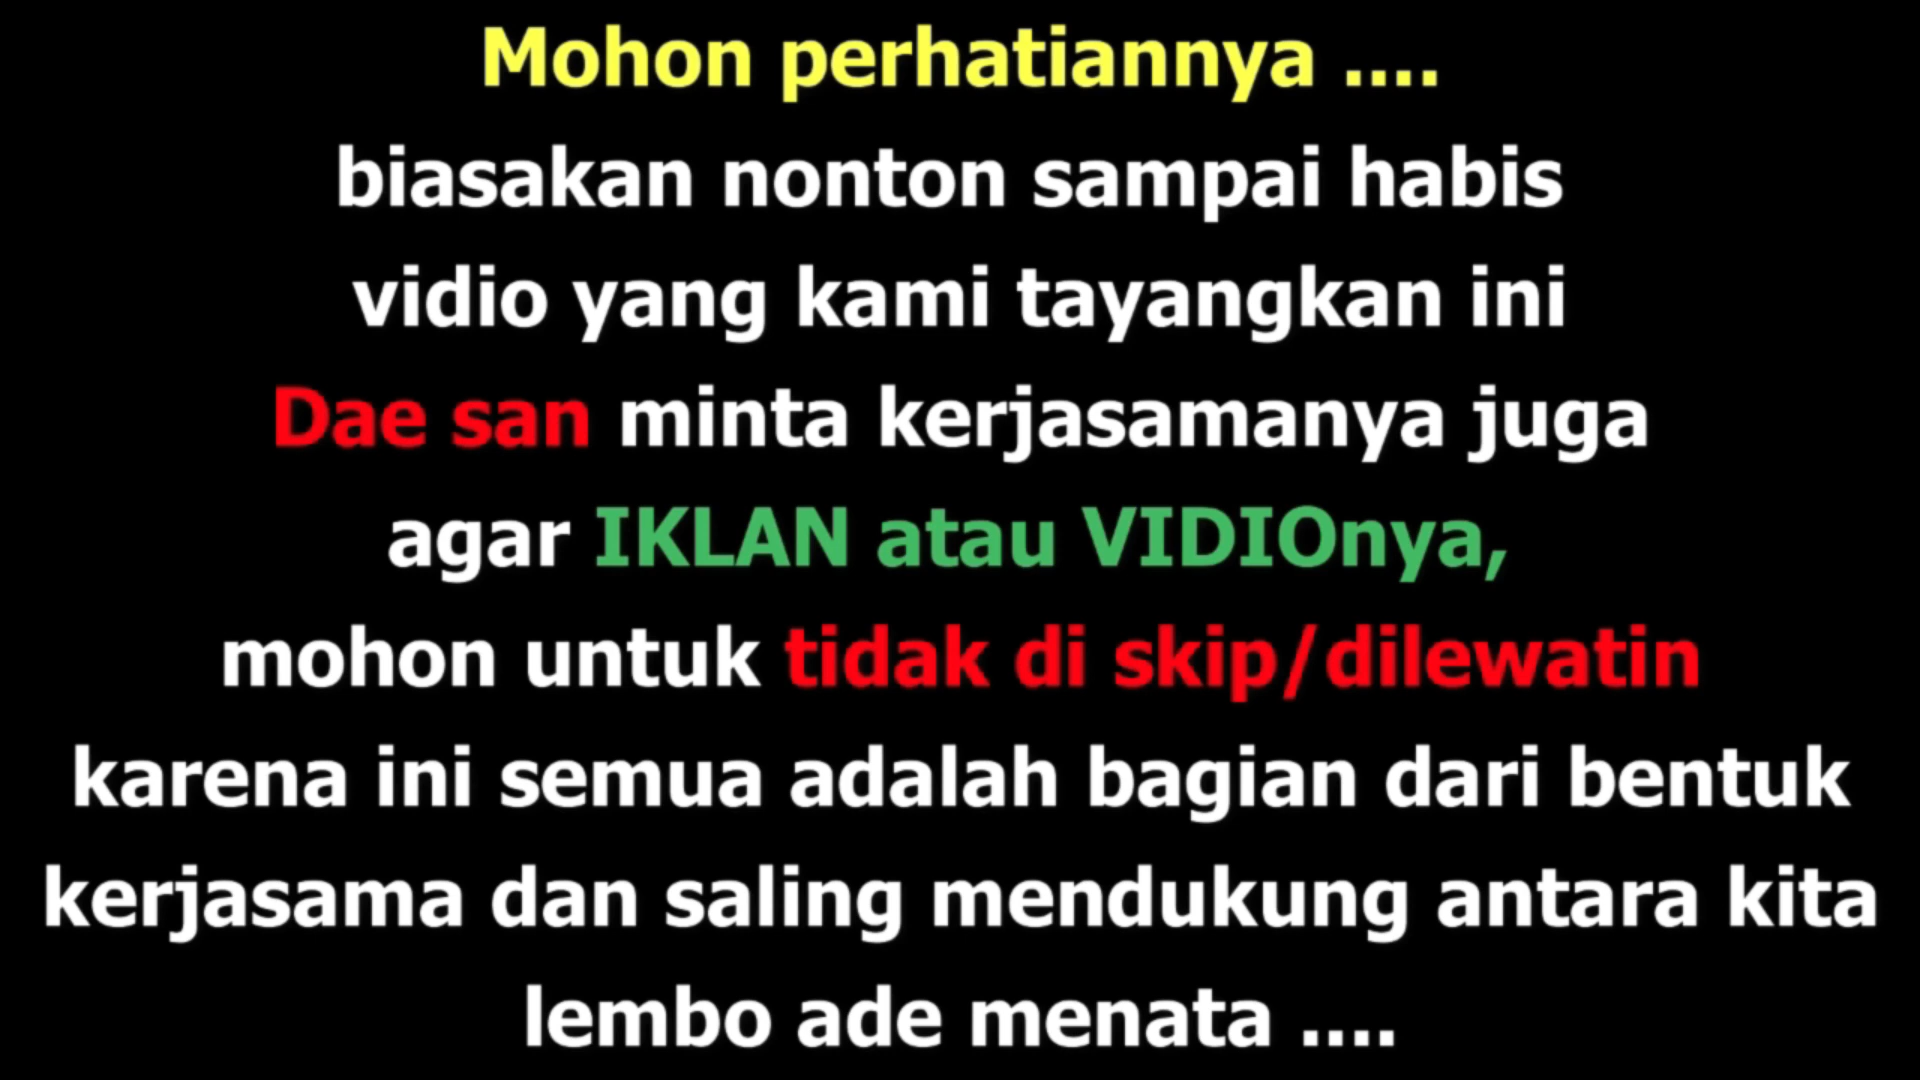 Mohon perhatiannya ....
biasakan nonton sampai habis
vidio yang kami tayangkan ini
Dae san minta kerjasamanya juga
agar IKLAN atau VIDIOnya,
mohon untuk tidak di skip/dilewatin
karena ini semua adalah bagian dari bentuk
kerjasama dan saling mendukung antara kita
lembo ade menata ....